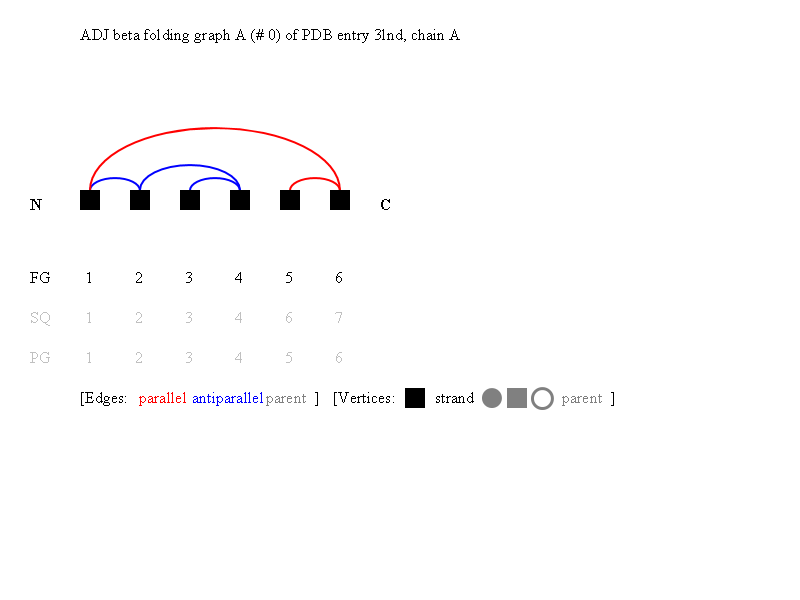 ADJ beta folding graph A (# 0) of PDB entry 3lnd, chain A
N C
FG 1 2 3 4 5 6
SQ 1 2 3 4 6 7
PG 1 2 3 4 5 6
[Edges: parallel antiparallel parent ] [Vertices: strand parent ]